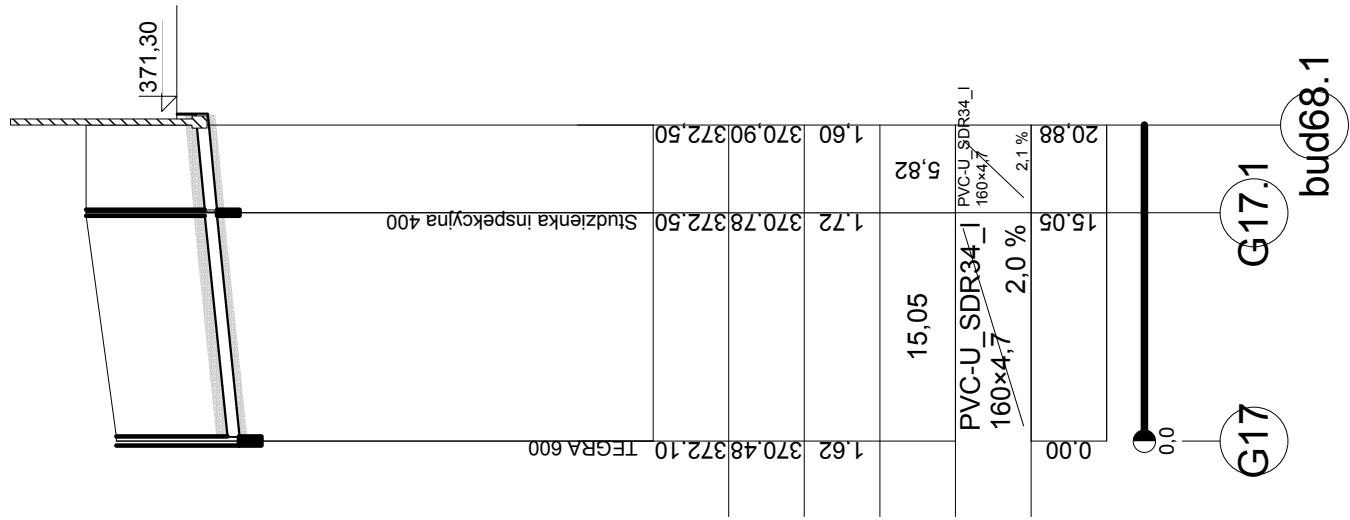 371,30
Studzienka inspekcyjna 400
TEGRA 600
372,50
372.50
372.10
370,90
370.78
370.48
1,60
1.72
1.62
5,82
15,05
PVC-U_SDR34_I
160×4,7
2,1 %
PVC-U_SDR34_I
160×4,7
2,0 %
20,88
15.05
0.00
0,0
bud68.1
G17.1
G17